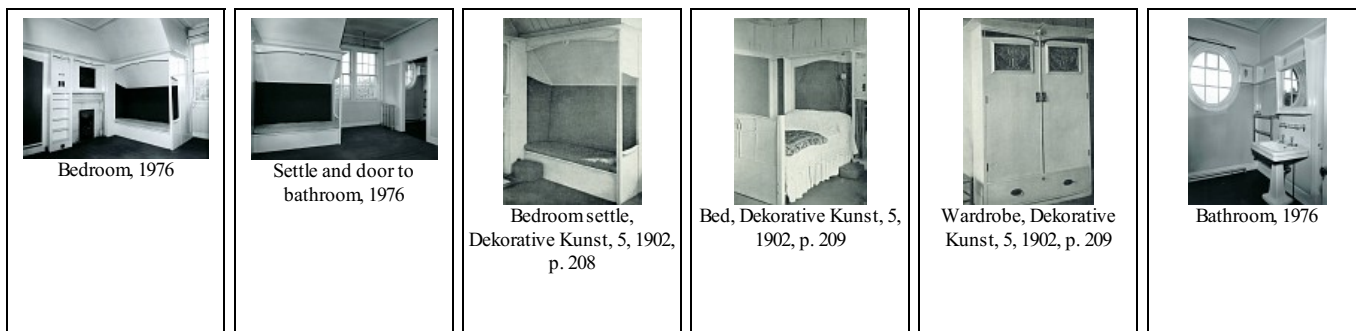 Bedroom, 1976
Settle and door to
bathroom, 1976
Bedroom settle,
Dekorative Kunst, 5, 1902,
p. 208
Bed, Dekorative Kunst, 5,
1902, p. 209
Wardrobe, Dekorative
Kunst, 5, 1902, p. 209
Bathroom, 1976